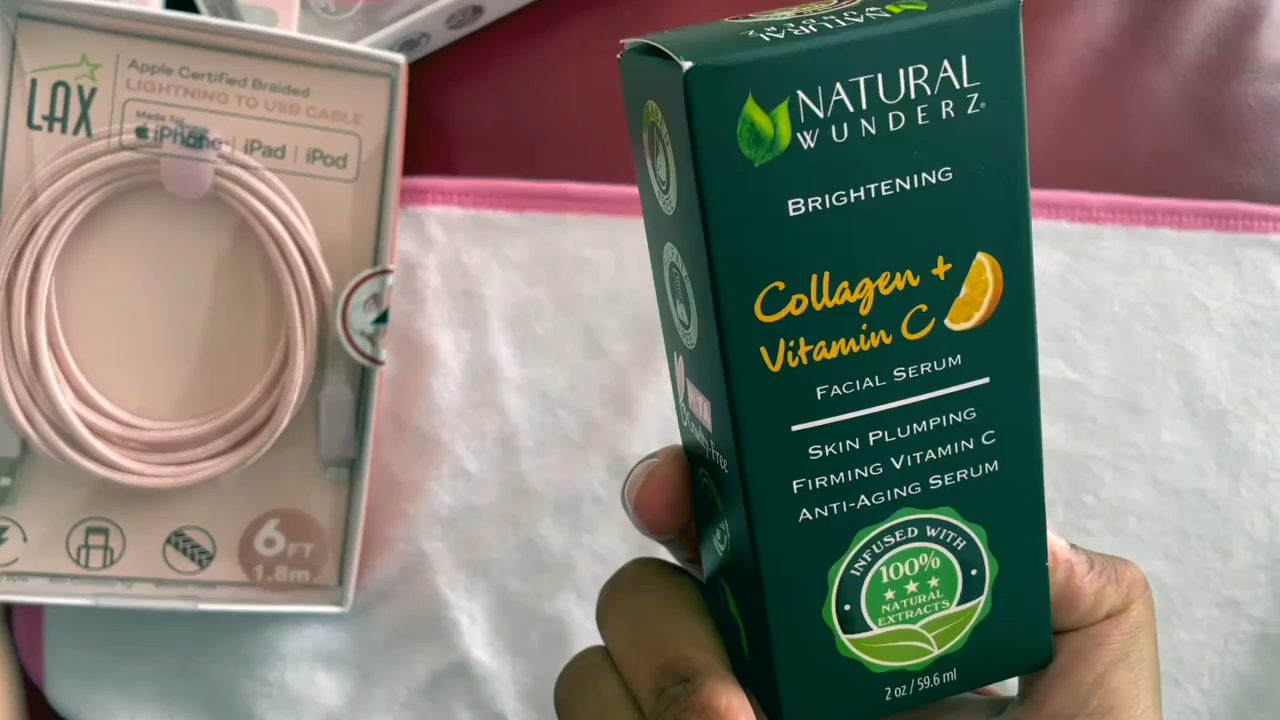 LAX
Apple Certified Braided
LIGHTNING TO USB CABLE
Made for
iPhone | iPad | iPod
6FT
1.8m
NATURAL
WUNDERZ
BRIGHTENING
Collagen +
Vitamin C
FACIAL SERUM
SKIN PLUMPING
FIRMING VITAMIN C
ANTI-AGING SERUM
INFUSED WITH
100%
NATURAL
EXTRACTS
2 oz / 59.6 ml
Cruelty-Free